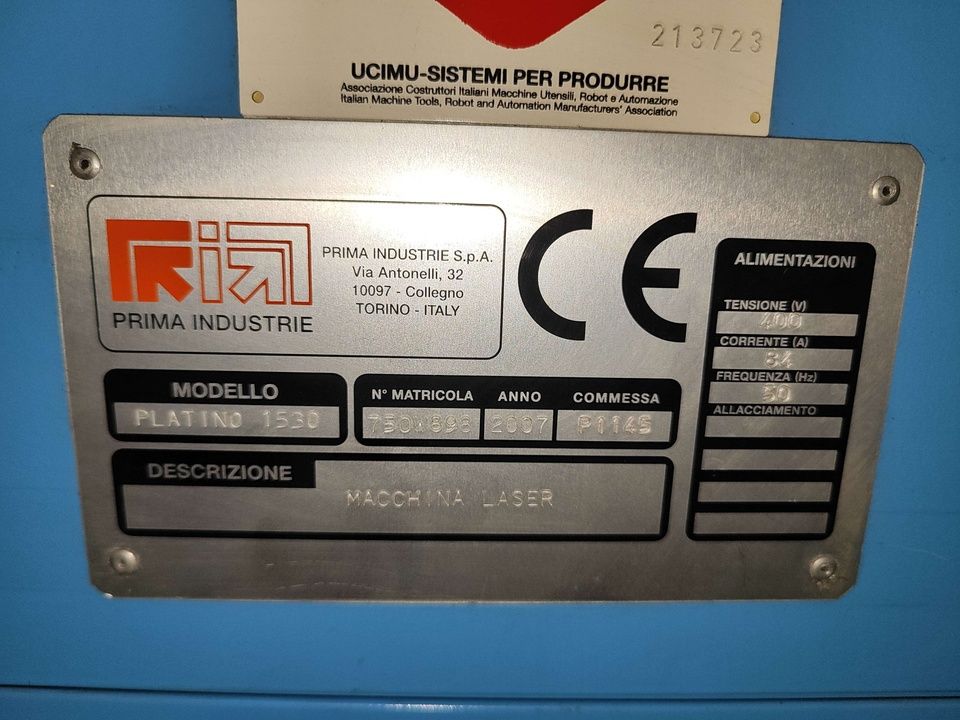 213723
UCIMU-SISTEMI PER PRODURRE
Associazione Costruttori Italiani Macchine Utensili, Robot e Automazione
Italian Machine Tools, Robot and Automation Manufacturers' Association
PRIMA INDUSTRIE
PRIMA INDUSTRIE S.p.A.
Via Antonelli, 32
10097 - Collegno
TORINO - ITALY
CE
MODELLO
PLATINO 1530
N° MATRICOLA ANNO COMMESSA
2007 P1145
DESCRIZIONE
MACCHINA LASER
ALIMENTAZIONI
TENSIONE (V)
400
CORRENTE (A)
64
FREQUENZA (Hz)
50
ALLACCIAMENTO